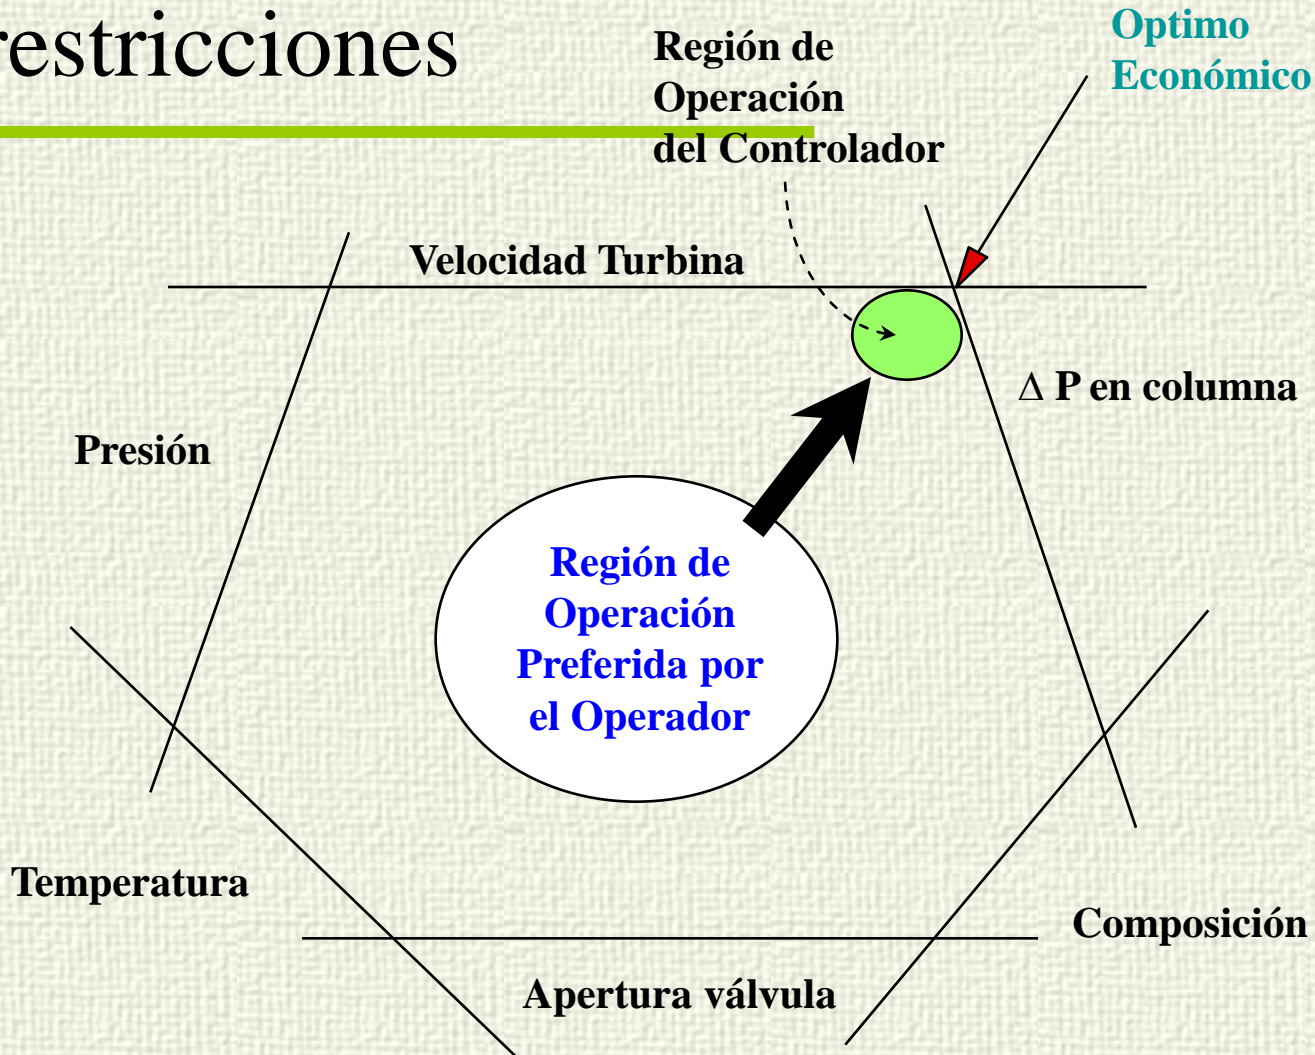 restricciones
Región de
Operación
del Controlador
Optimo
Económico
Velocidad Turbina
Δ P en columna
Presión
Región de
Operación
Preferida por
el Operador
Temperatura
Composición
Apertura válvula